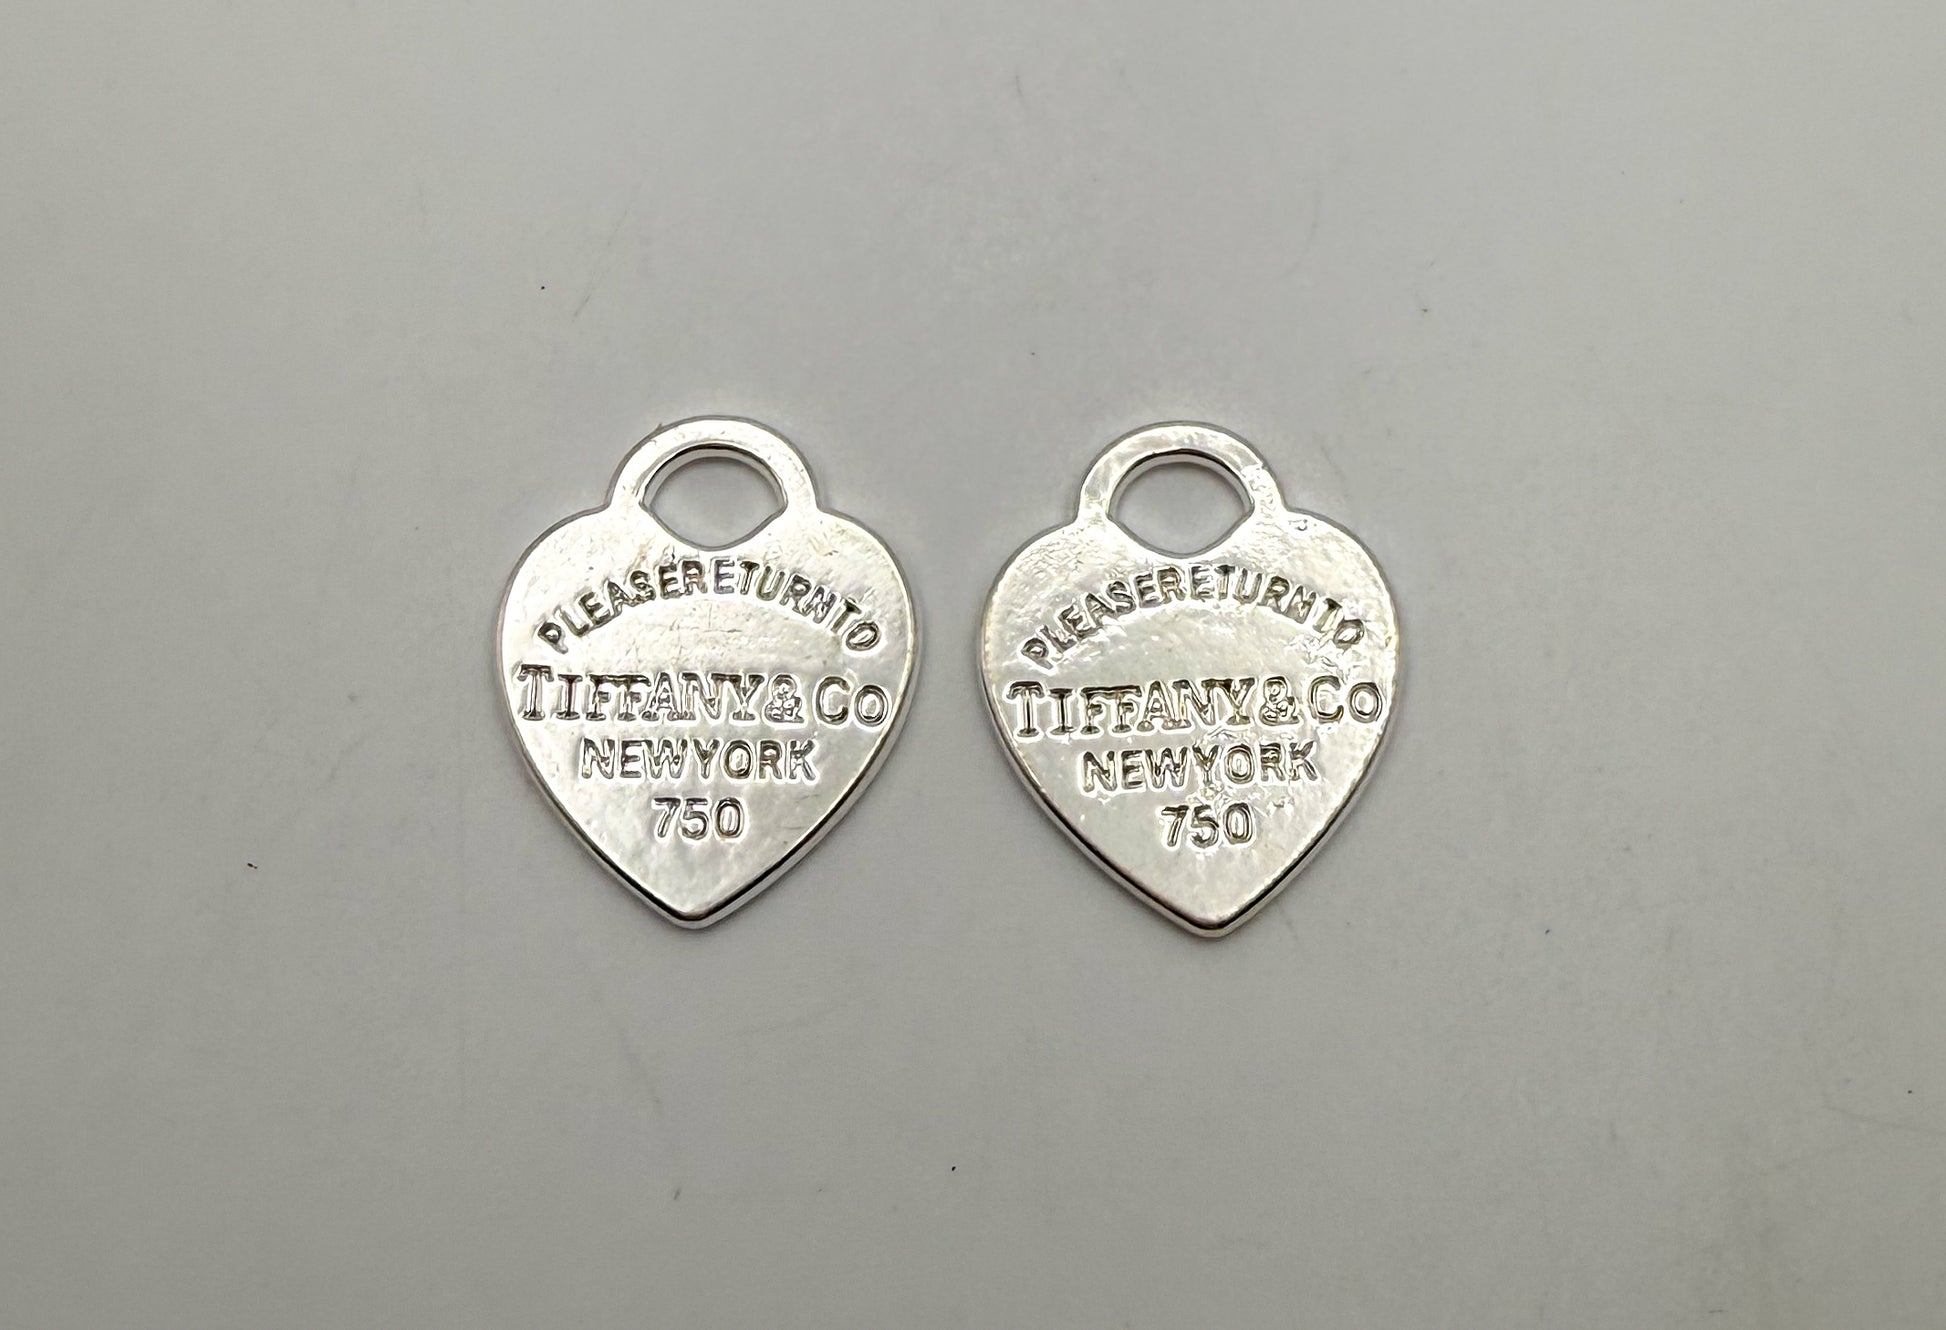 PLEASERETURNTO
TIFFANY&CO
NEWYORK
750
PLEASERETURNTO
TIFFANY&CO
NEWYORK
750